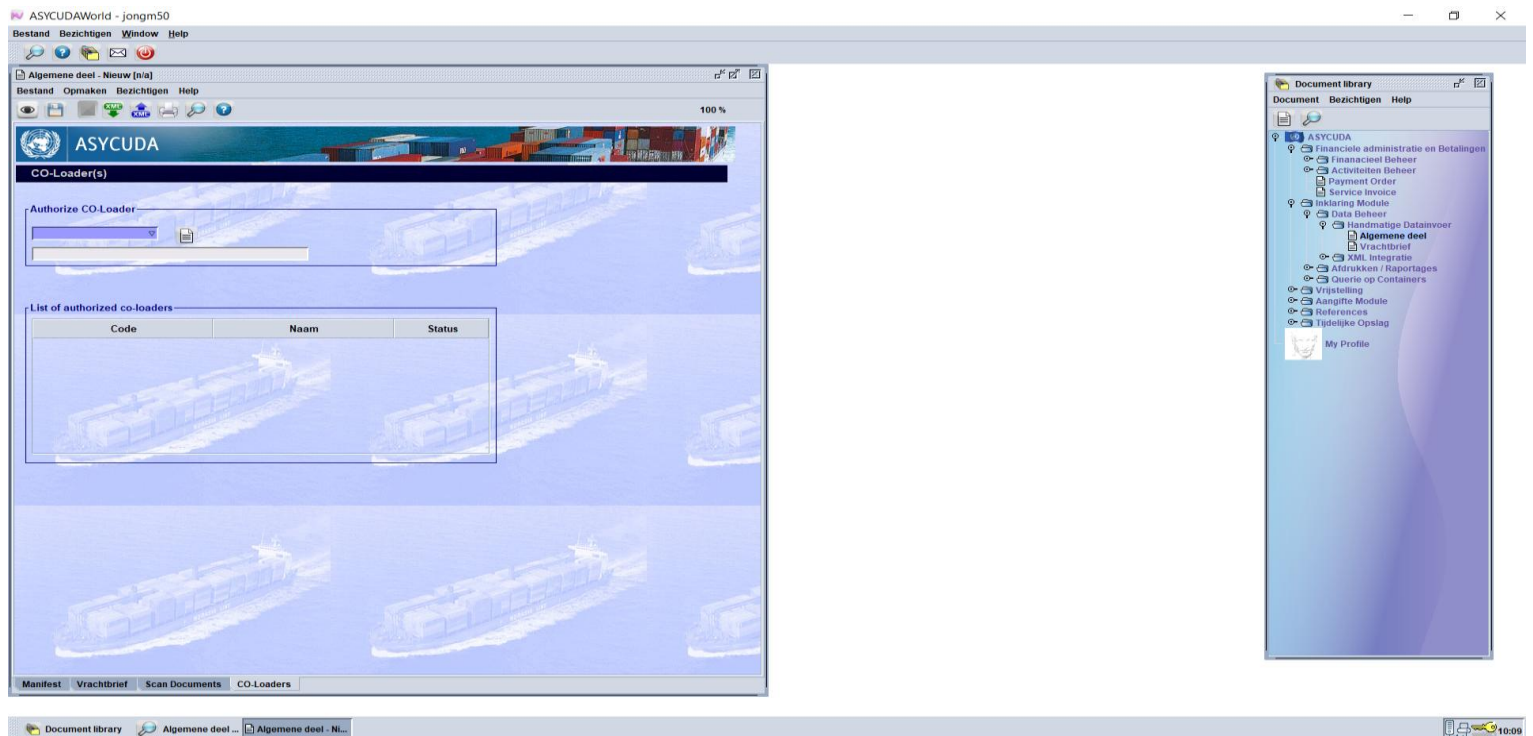 ASYCUDAWorld - jongm50
Bestand Bezichtigen Window Help
Algemene deel - Nieuw [n/a]
Bestand Opmaken Bezichtigen Help
XML
XML
100 %
ASYCUDA
CO-Loader(s)
Authorize CO-Loader
List of authorized co-loaders
Code Naam Status
Manifest Vrachtbrief Scan Documents CO-Loaders
Document library
Document Bezichtigen Help
ASYCUDA
Financiele administratie en Betalingen
Finanacieel Beheer
Activiteiten Beheer
Payment Order
Service Invoice
Inklaring Module
Data Beheer
Handmatige Datainvoer
Algemene deel
Vrachtbrief
XML Integratie
Afdrukken / Raportages
Querie op Containers
Vrijstelling
Aangifte Module
References
Tijdelijke Opslag
My Profile
Document library Algemene deel ... Algemene deel - Ni...
10:09